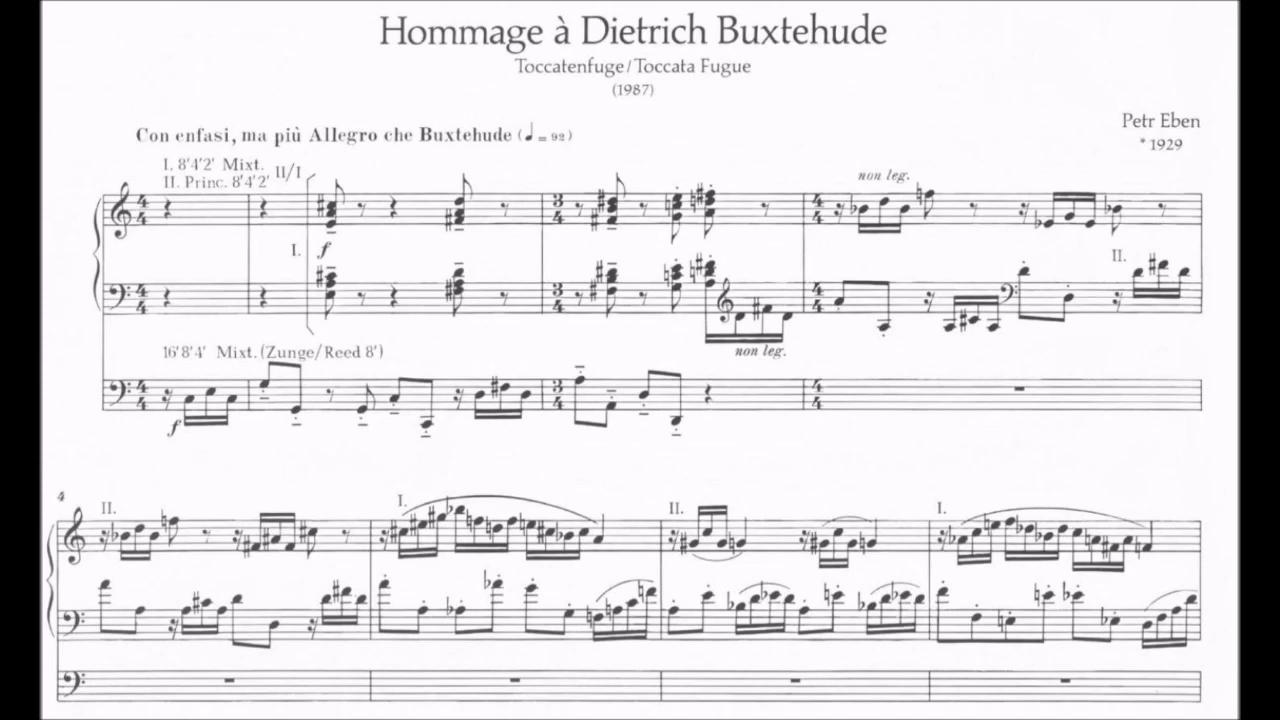 Hommage à Dietrich Buxtehude
Toccatenfuge/Toccata Fugue
(1987)
Petr Eben
* 1929
Con enfasi, ma più Allegro che Buxtehude (♩ = 92)
I. 8'4'2' Mixt.
II. Princ. 8'4'2'
II/I
non leg.
I.
f
II.
16'8'4' Mixt. (Zunge/Reed 8')
non leg.
f
4
II.
I.
II.
I.